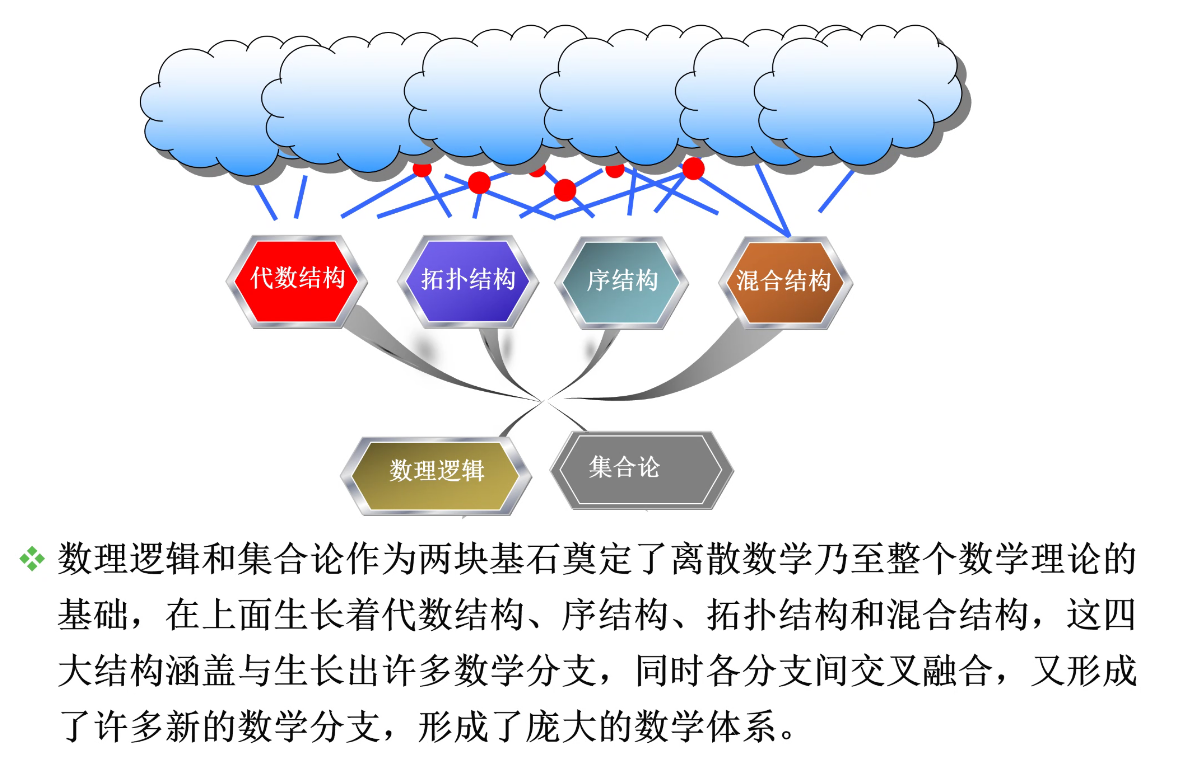 代数结构
拓扑结构
序结构
混合结构
数理逻辑
集合论
数理逻辑和集合论作为两块基石奠定了离散数学乃至整个数学理论的
基础，在上面生长着代数结构、序结构、拓扑结构和混合结构，这四
大结构涵盖与生长出许多数学分支，同时各分支间交叉融合，又形成
了许多新的数学分支，形成了庞大的数学体系。